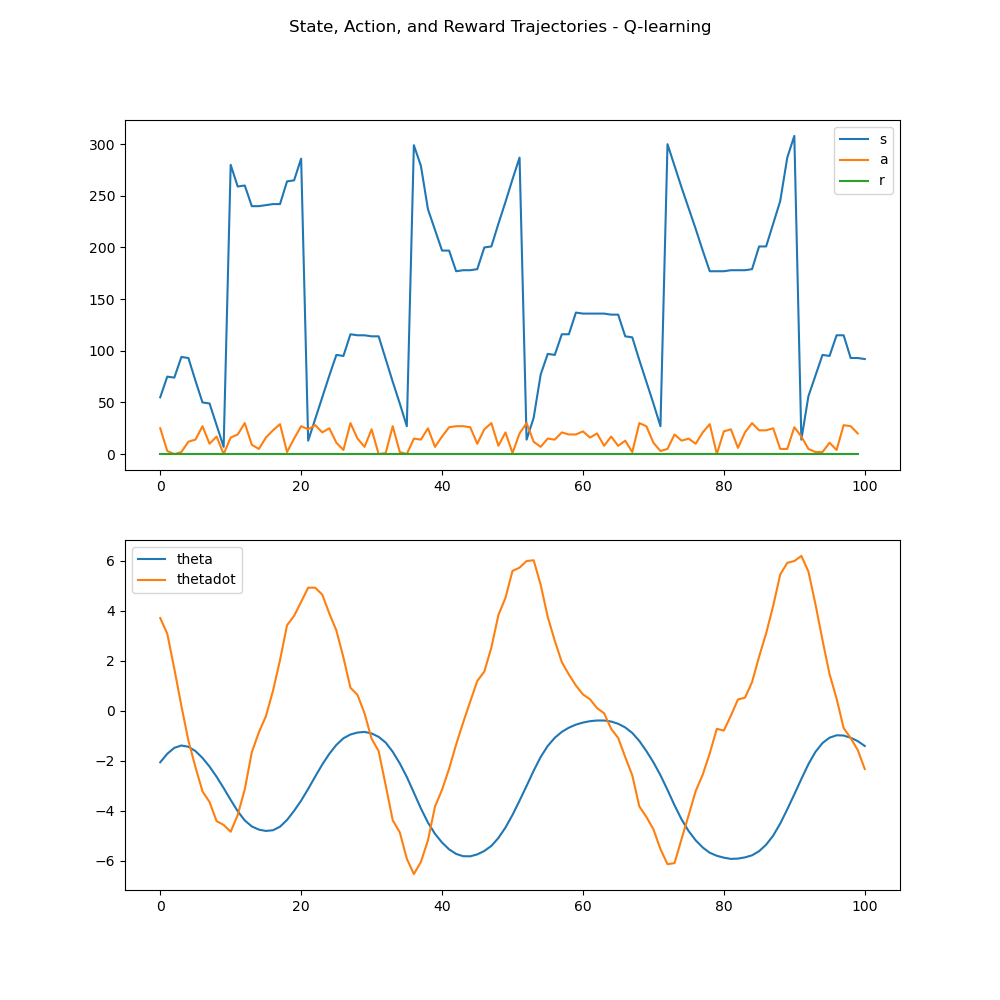 State, Action, and Reward Trajectories - Q-learning
300
250
200
150
100
50
0
s
a
r
0 20 40 60 80 100
theta
thetadot
6
4
2
0
−2
−4
−6
0 20 40 60 80 100